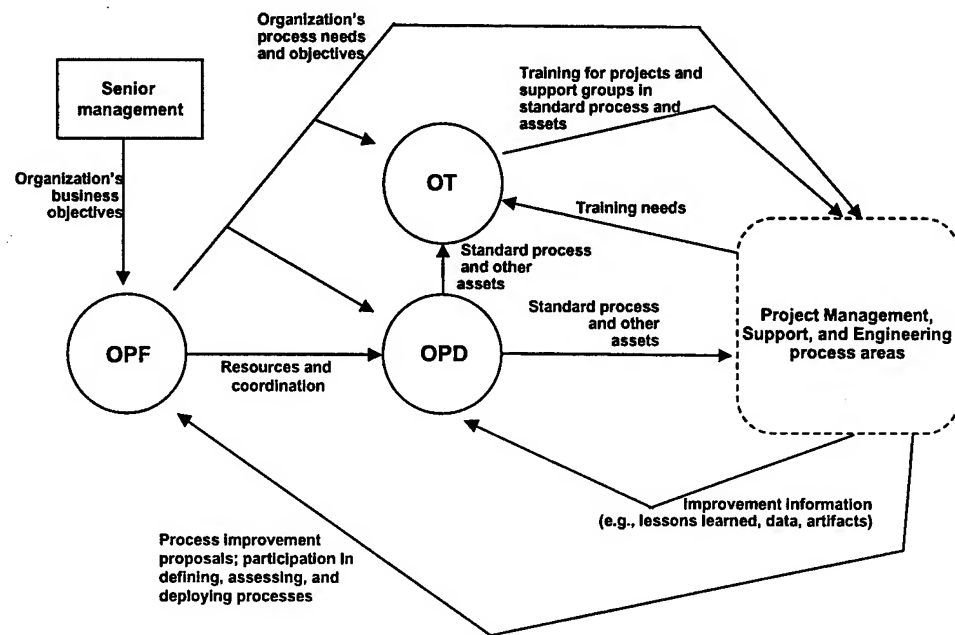 Organization's
process needs
and objectives
Senior
management
Training for projects and
support groups in
standard process and
assets
Organization's
business
objectives
OT
Training needs
Standard process
and other
assets
Standard process
and other
assets
Project Management,
Support, and Engineering
process areas
OPF
OPD
Resources and
coordination
Improvement information
(e.g., lessons learned, data, artifacts)
Process improvement
proposals; participation in
defining, assessing, and
deploying processes